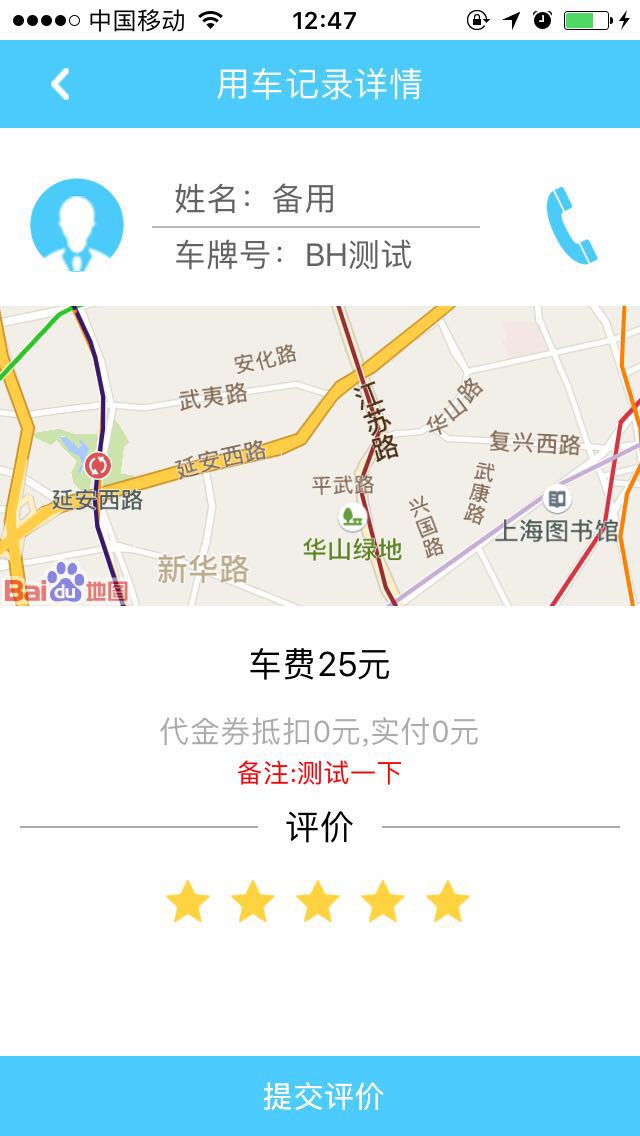 中国移动 12:47
用车记录详情
姓名：备用
车牌号：BH测试
安化路
武夷路
江苏路
华山路
复兴西路
延安西路
平武路
武康路
延安西路
兴国路
上海图书馆
华山绿地
新华路
Bai du 地图
车费25元
代金券抵扣0元,实付0元
备注:测试一下
评价
提交评价